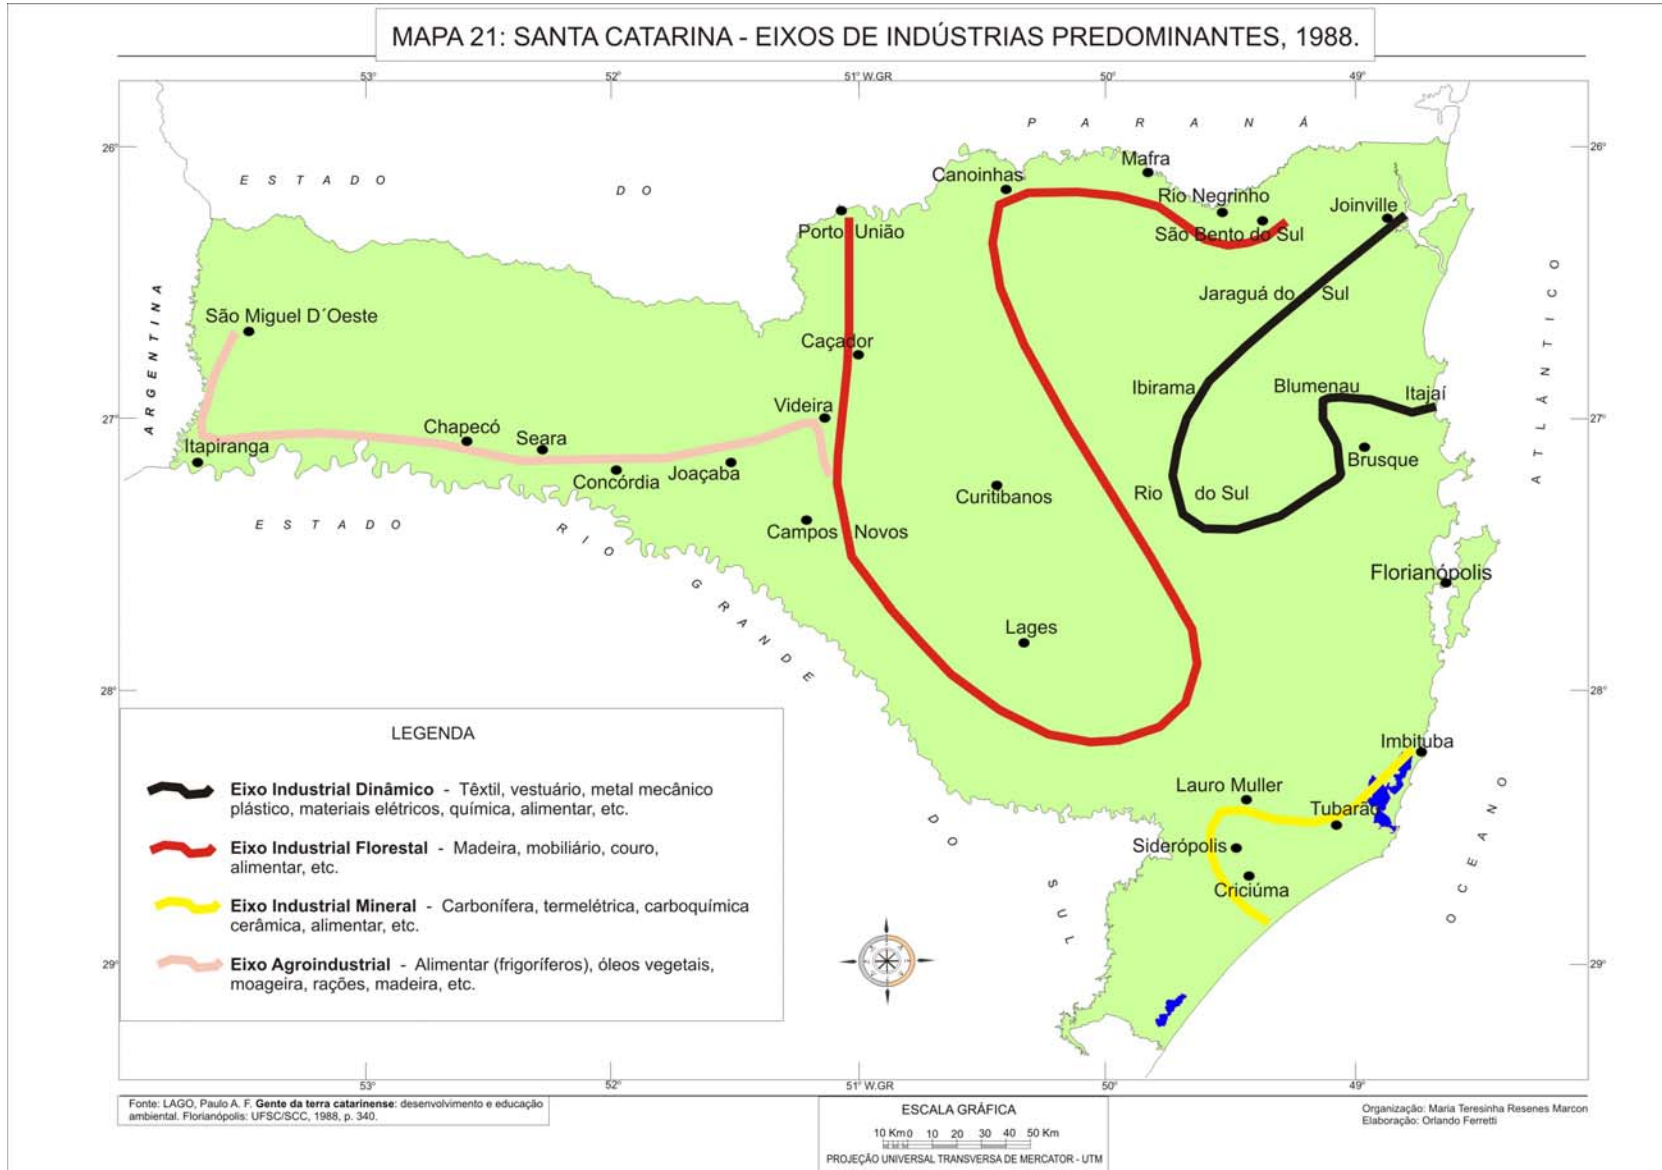 MAPA 21: SANTA CATARINA - EIXOS DE INDÚSTRIAS PREDOMINANTES, 1988.
53°
52°
51° W.GR
50°
49°
26°
26°
P A R A N Á
E S T A D O
D O
Mafra
Canoinhas
Rio Negrinho
Joinville
Porto União
São Bento do Sul
ARGENTINA
Jaraguá do Sul
São Miguel D´Oeste
OCEANO ATLÂNTICO
Caçador
Ibirama
Blumenau
Itajaí
Videira
27°
27°
Chapecó
Seara
Itapiranga
Brusque
Concórdia
Joaçaba
Curitibanos
Rio do Sul
E S T A D O
R I O
G R A N D E
D O
S U L
Campos Novos
Florianópolis
Lages
28°
28°
Imbituba
Lauro Muller
Tubarão
Siderópolis
Criciúma
LEGENDA
Eixo Industrial Dinâmico - Têxtil, vestuário, metal mecânico
plástico, materiais elétricos, química, alimentar, etc.
Eixo Industrial Florestal - Madeira, mobiliário, couro,
alimentar, etc.
Eixo Industrial Mineral - Carbonífera, termelétrica, carboquímica
cerâmica, alimentar, etc.
Eixo Agroindustrial - Alimentar (frigoríferos), óleos vegetais,
moageira, rações, madeira, etc.
29°
29°
53°
52°
51° W.GR
50°
49°
Fonte: LAGO, Paulo A. F. Gente da terra catarinense: desenvolvimento e educação
ambiental. Florianópolis: UFSC/SCC, 1988, p. 340.
ESCALA GRÁFICA
10 Km 0 10 20 30 40 50 Km
PROJEÇÃO UNIVERSAL TRANSVERSA DE MERCATOR - UTM
Organização: Maria Teresinha Resenes Marcon
Elaboração: Orlando Ferretti